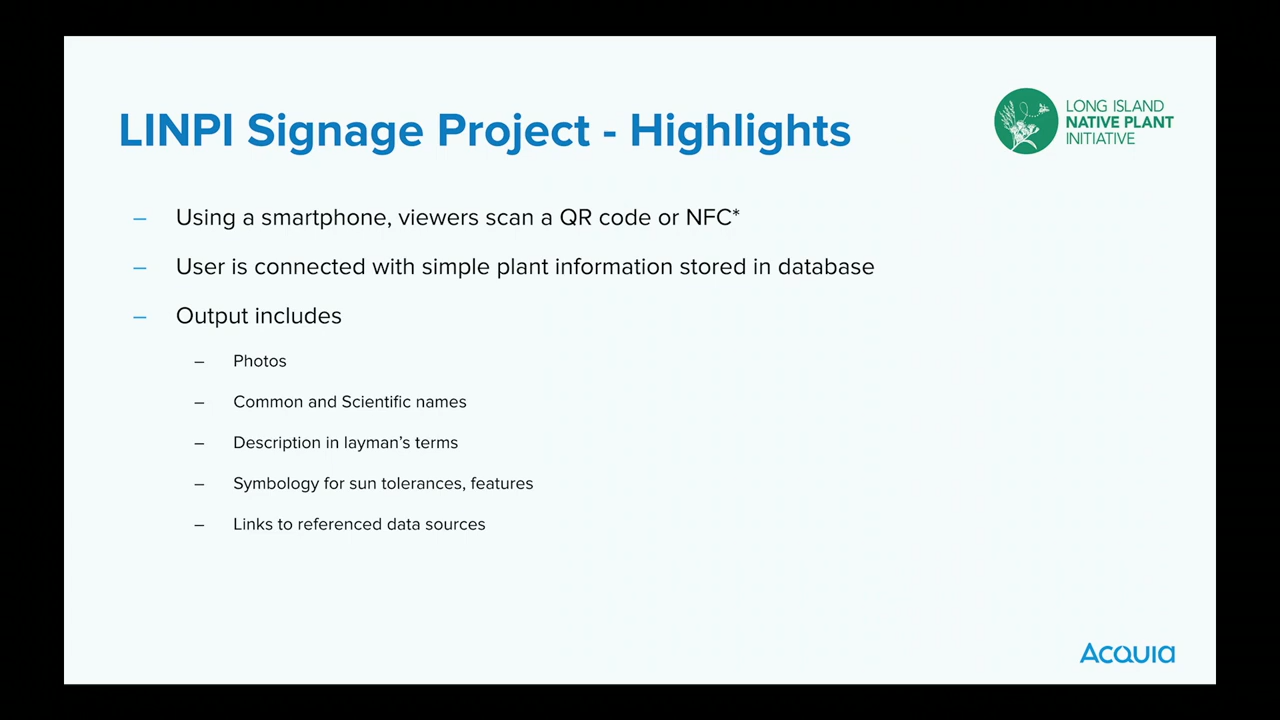 LINPI Signage Project - Highlights
LONG ISLAND
NATIVE PLANT
INITIATIVE
– Using a smartphone, viewers scan a QR code or NFC*
– User is connected with simple plant information stored in database
– Output includes
– Photos
– Common and Scientific names
– Description in layman's terms
– Symbology for sun tolerances, features
– Links to referenced data sources
Acquia